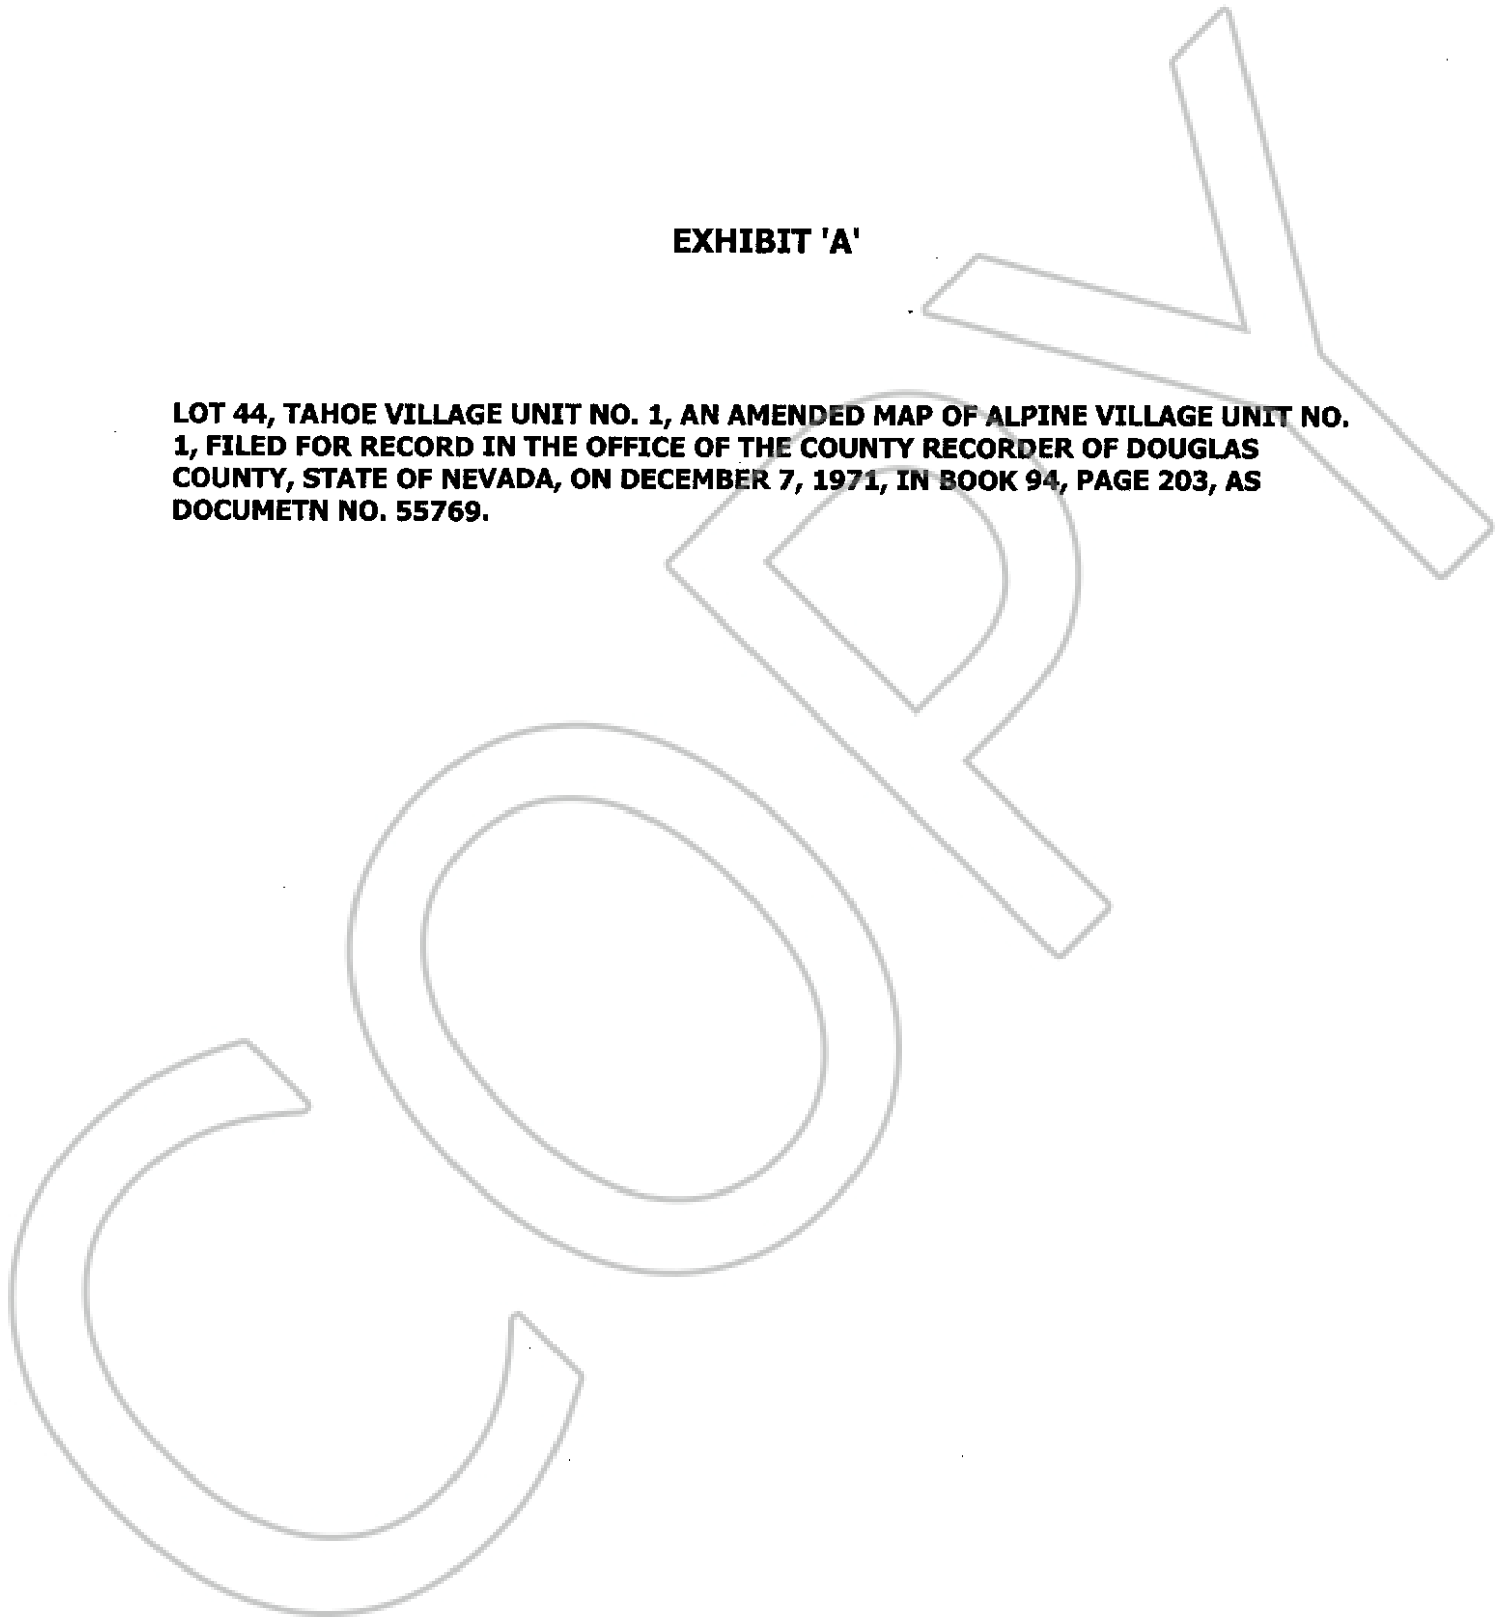 EXHIBIT 'A'
LOT 44, TAHOE VILLAGE UNIT NO. 1, AN AMENDED MAP OF ALPINE VILLAGE UNIT NO.
1, FILED FOR RECORD IN THE OFFICE OF THE COUNTY RECORDER OF DOUGLAS
COUNTY, STATE OF NEVADA, ON DECEMBER 7, 1971, IN BOOK 94, PAGE 203, AS
DOCUMETN NO. 55769.
COPY